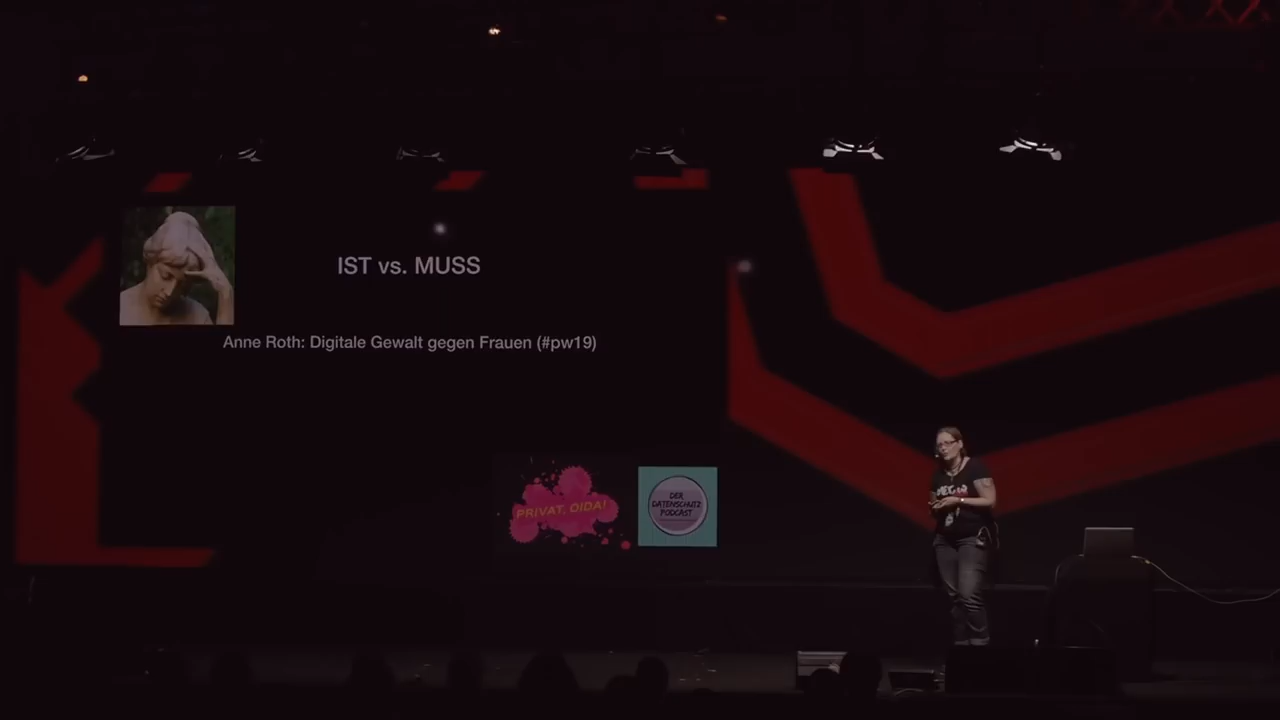 IST vs. MUSS
Anne Roth: Digitale Gewalt gegen Frauen (#pw19)
PRIVAT, OIDA!
DER
DATENSCHUTZ
PODCAST